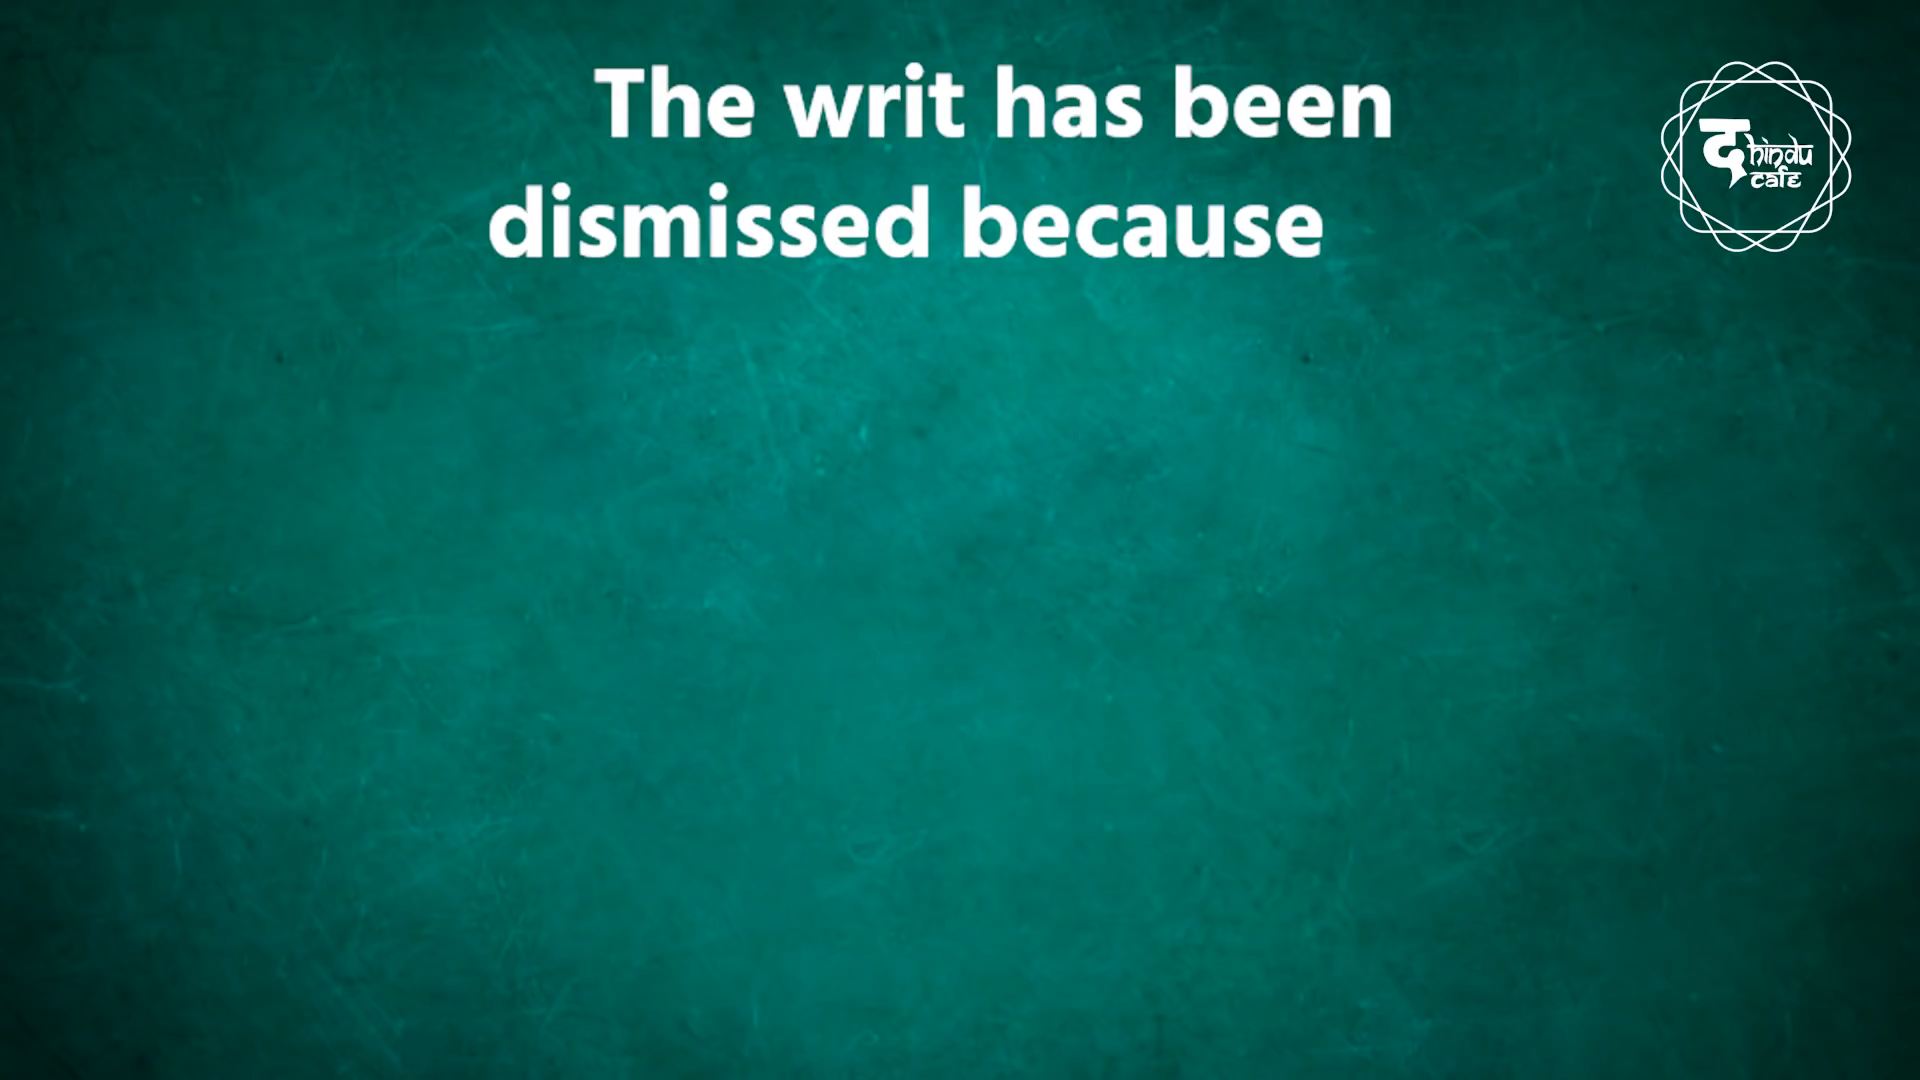 The writ has been
dismissed because
द hindu
cafe